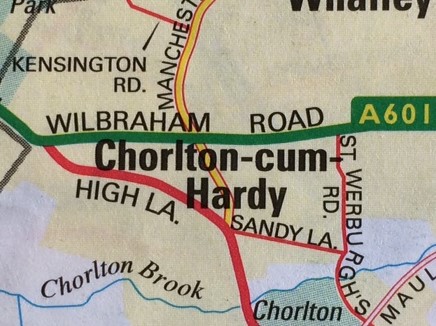 Park
Whalley
KENSINGTON
RD.
MANCHEST
WILBRAHAM ROAD
A601
Chorlton-cum-
Hardy
HIGH LA.
SANDY LA.
ST. WERBURGH'S
RD.
Chorlton Brook
Chorlton
MAUL